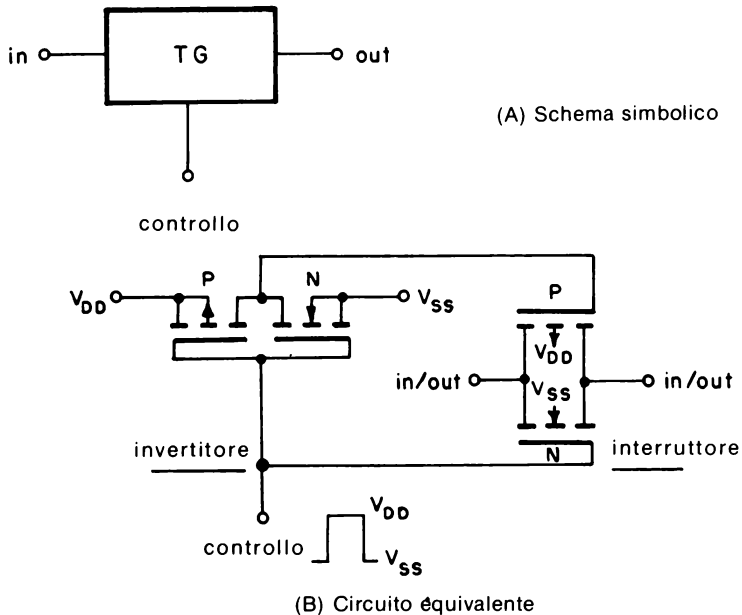 in
TG
out
(A) Schema simbolico
controllo
P
N
V_DD
V_SS
P
V_DD
in/out
V_SS
in/out
invertitore
N
interruttore
V_DD
controllo
V_SS
(B) Circuito équivalente